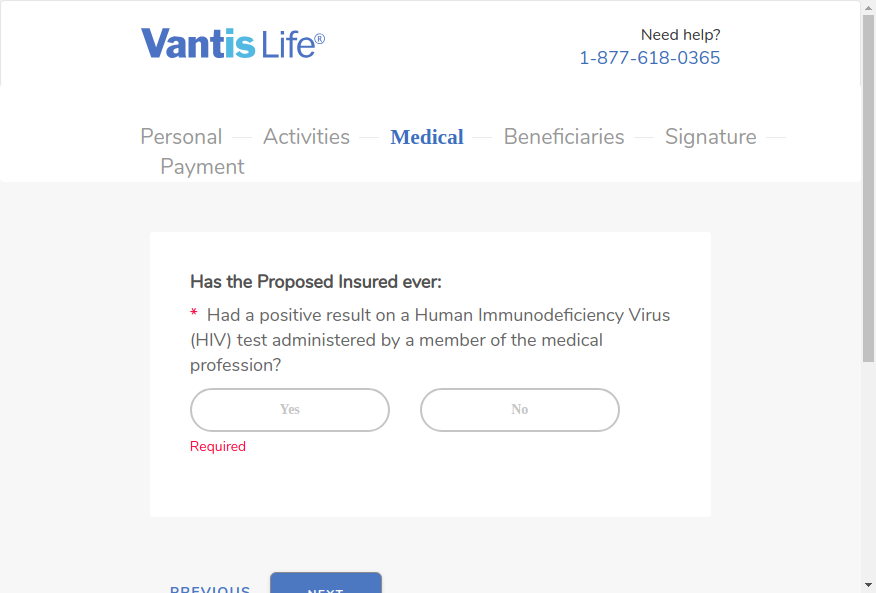 Vantis Life®
Need help?
1-877-618-0365
Personal
Activities
Medical
Beneficiaries
Signature
Payment
Has the Proposed Insured ever:
* Had a positive result on a Human Immunodeficiency Virus
(HIV) test administered by a member of the medical
profession?
Yes
No
Required
PREVIOUS
NEXT